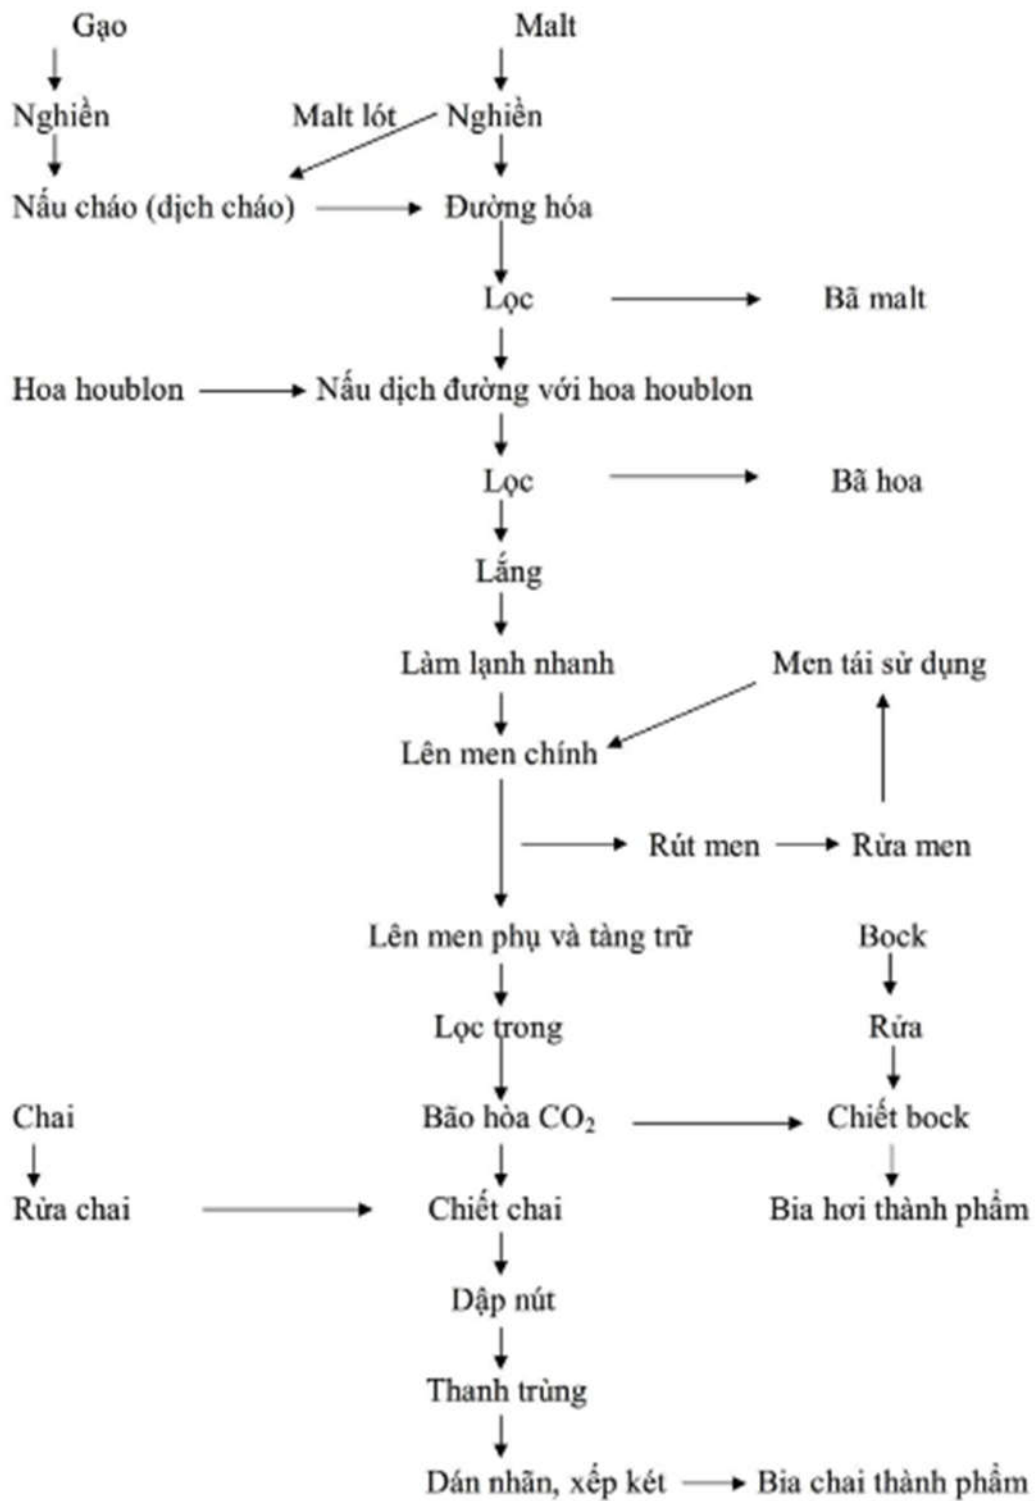 Gạo Malt
Nghiền Malt lót Nghiền
Nấu cháo (dịch cháo) Đường hóa
Lọc Bã malt
Hoa houblon Nấu dịch đường với hoa houblon
Lọc Bã hoa
Lắng
Làm lạnh nhanh Men tái sử dụng
Lên men chính
Rút men Rửa men
Lên men phụ và tàng trữ Bock
Lọc trong Rửa
Chai Bão hòa CO₂ Chiết bock
Rửa chai Chiết chai Bia hơi thành phẩm
Dập nút
Thanh trùng
Dán nhãn, xếp két Bia chai thành phẩm